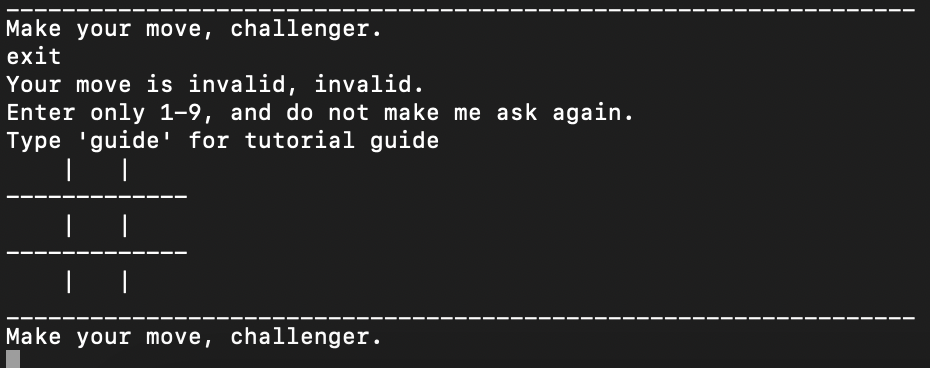 Make your move, challenger.
exit
Your move is invalid, invalid.
Enter only 1-9, and do not make me ask again.
Type 'guide' for tutorial guide
    |   |
-------------
    |   |
-------------
    |   |
_________________________________________________________________
Make your move, challenger.